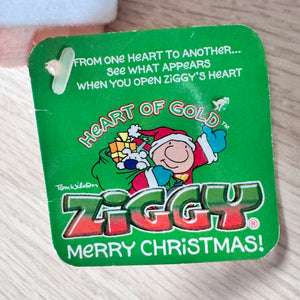 FROM ONE HEART TO ANOTHER...
SEE WHAT APPEARS
WHEN YOU OPEN ZiGGY'S HEART
HEART OF GOLD™
Tom Wilson
ZiGGY®
MERRY CHRiSTMAS!